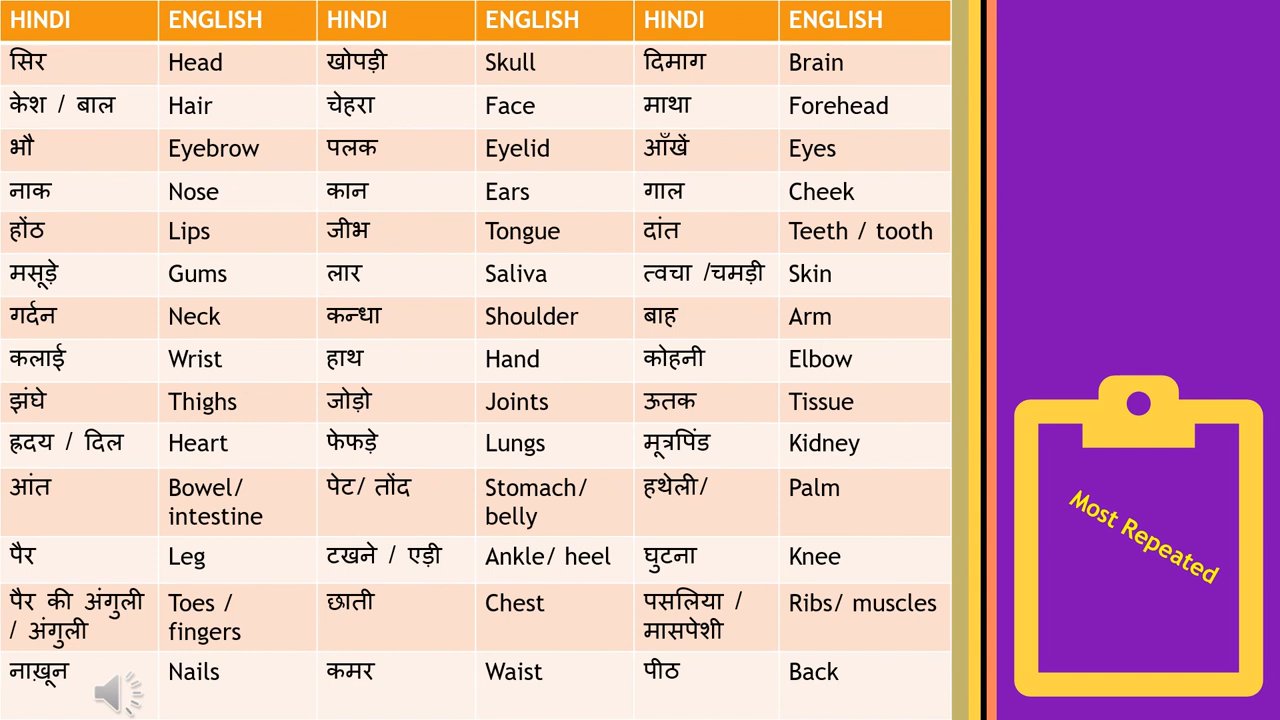 HINDI ENGLISH HINDI ENGLISH HINDI ENGLISH
सिर Head खोपड़ी Skull दिमाग Brain
केश / बाल Hair चेहरा Face माथा Forehead
भौ Eyebrow पलक Eyelid आँखें Eyes
नाक Nose कान Ears गाल Cheek
होंठ Lips जीभ Tongue दांत Teeth / tooth
मसूड़े Gums लार Saliva त्वचा /चमड़ी Skin
गर्दन Neck कन्धा Shoulder बाह Arm
कलाई Wrist हाथ Hand कोहनी Elbow
झंघे Thighs जोड़ो Joints ऊतक Tissue
ह्रदय / दिल Heart फेफड़े Lungs मूत्रपिंड Kidney
आंत Bowel/ पेट/ तोंद Stomach/ हथेली/ Palm
intestine belly
पैर Leg टखने / एड़ी Ankle/ heel घुटना Knee
पैर की अंगुली Toes / छाती Chest पसलिया / Ribs/ muscles
/ अंगुली fingers मासपेशी
नाख़ून Nails कमर Waist पीठ Back
Most Repeated